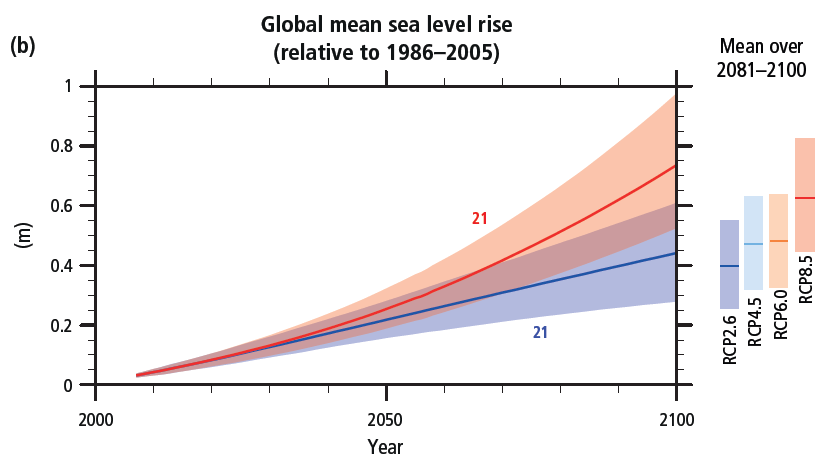 (b)
Global mean sea level rise
(relative to 1986–2005)
Mean over
2081–2100
1
0.8
0.6
0.4
0.2
0
(m)
21
21
2000
2050
2100
Year
RCP2.6
RCP4.5
RCP6.0
RCP8.5